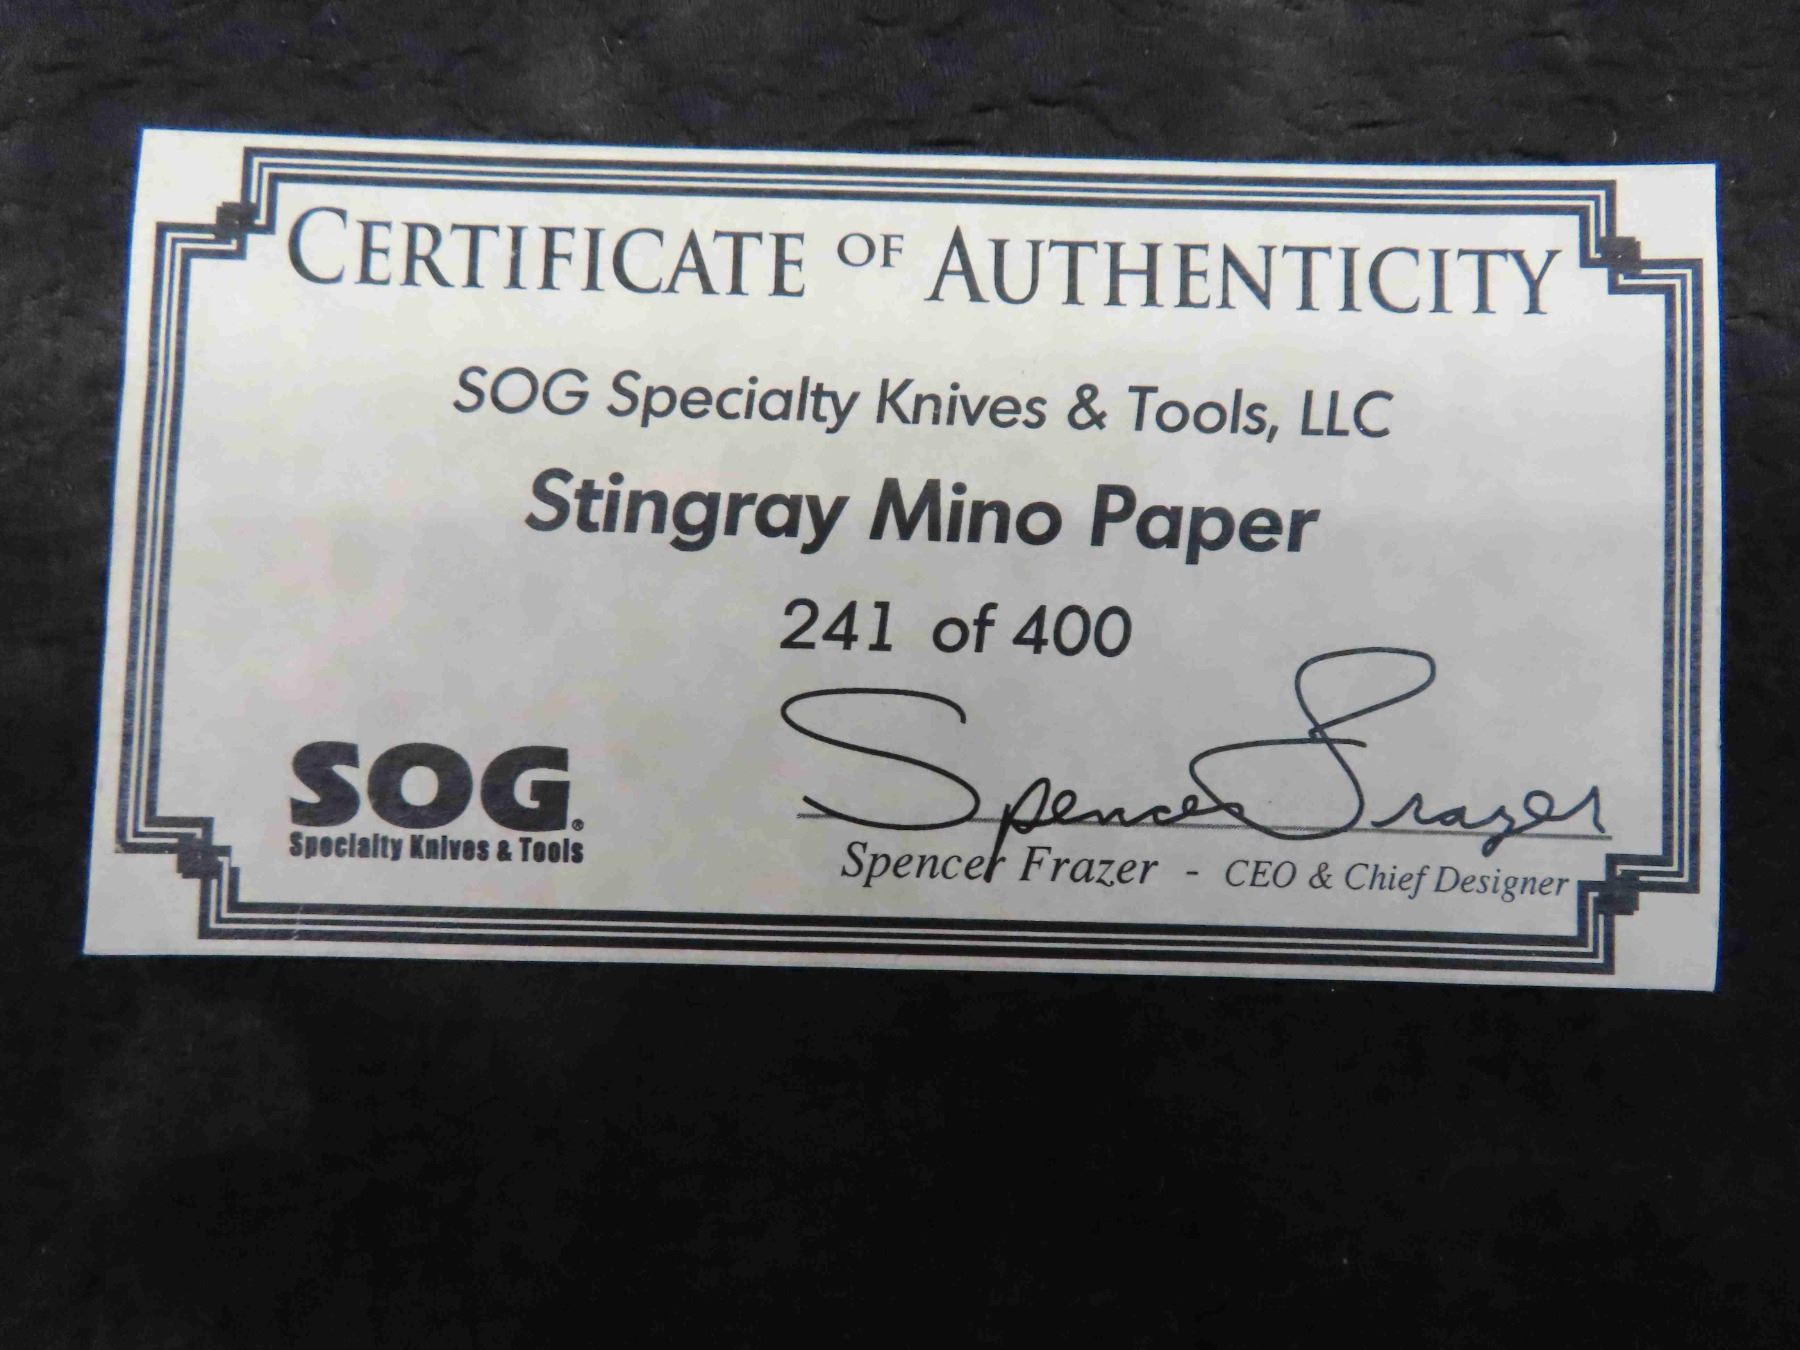 CERTIFICATE OF AUTHENTICITY
SOG Specialty Knives & Tools, LLC
Stingray Mino Paper
241 of 400
Spencer Frazer
SOG®
Specialty Knives & Tools
Spencer Frazer - CEO & Chief Designer